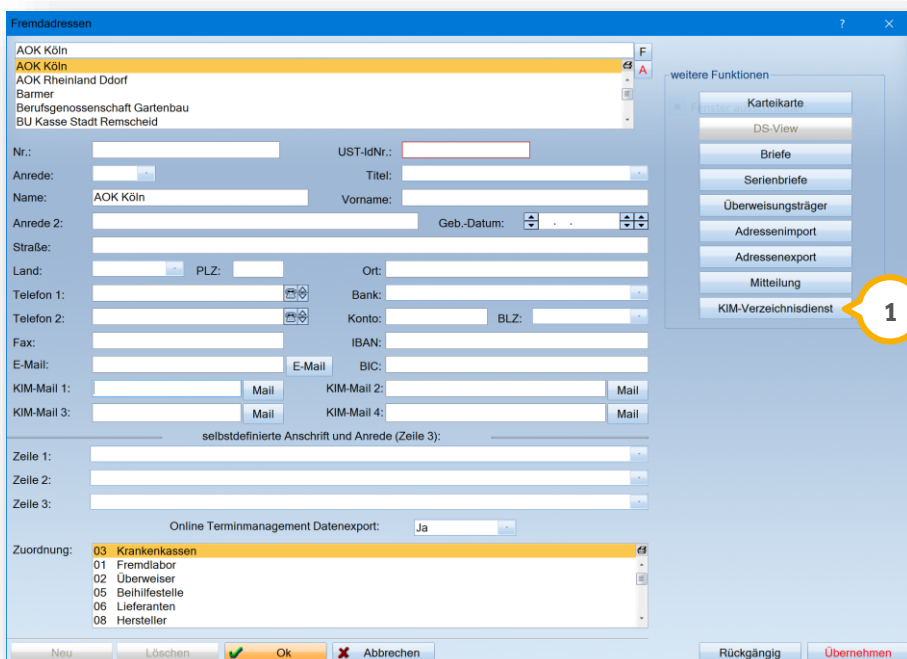 Fremdadressen ? ×
AOK Köln F
AOK Köln A
AOK Rheinland Ddorf
Barmer
Berufsgenossenschaft Gartenbau
BU Kasse Stadt Remscheid
weitere Funktionen
Karteikarte
DS-View
Briefe
Serienbriefe
Überweisungsträger
Adressenimport
Adressenexport
Mitteilung
KIM-Verzeichnisdienst 1
Nr.: UST-IdNr.:
Anrede: Titel:
Name: AOK Köln Vorname:
Anrede 2: Geb.-Datum: . .
Straße:
Land: PLZ: Ort:
Telefon 1: Bank:
Telefon 2: Konto: BLZ:
Fax: IBAN:
E-Mail: E-Mail BIC:
KIM-Mail 1: Mail KIM-Mail 2: Mail
KIM-Mail 3: Mail KIM-Mail 4: Mail
selbstdefinierte Anschrift und Anrede (Zeile 3):
Zeile 1:
Zeile 2:
Zeile 3:
Online Terminmanagement Datenexport: Ja
Zuordnung: 03 Krankenkassen
01 Fremdlabor
02 Überweiser
05 Beihilfestelle
06 Lieferanten
08 Hersteller
Neu Löschen Ok Abbrechen Rückgängig Übernehmen